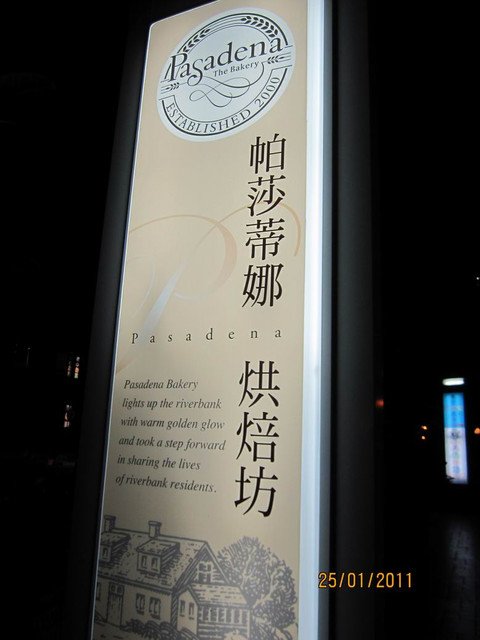 Pasadena
The Bakery
ESTABLISHED 2000
帕莎蒂娜
Pasadena
烘焙坊
Pasadena Bakery
lights up the riverbank
with warm golden glow
and took a step forward
in sharing the lives
of riverbank residents.
25/01/2011